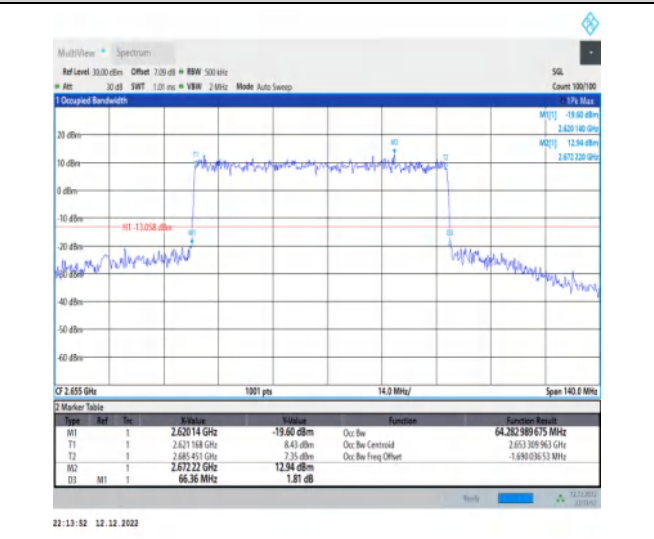 MultiView Spectrum
Ref Level 30.00 dBm Offset 7.09 dB RBW 500 kHz SGL
Att 30 dB SWT 1.01 ms VBW 2 MHz Mode Auto Sweep Count 100/100
1 Occupied Bandwidth 1Pk Max
M1[1] -19.60 dBm
2.620 140 GHz
20 dBm
M2
M2[1] 12.94 dBm
2.672 220 GHz
T1
T2
10 dBm
0 dBm
-10 dBm
H1 -13.058 dBm
M1
D3
-20 dBm
-30 dBm
-40 dBm
-50 dBm
-60 dBm
CF 2.655 GHz 1001 pts 14.0 MHz/ Span 140.0 MHz
2 Marker Table
Type Ref Trc X-Value Y-Value Function Function Result
M1 1 2.62014 GHz -19.60 dBm Occ Bw 64.282 989 675 MHz
T1 1 2.621 168 GHz 8.43 dBm Occ Bw Centroid 2.653 309 963 GHz
T2 1 2.685 451 GHz 7.35 dBm Occ Bw Freq Offset -1.690 036 53 MHz
M2 1 2.67222 GHz 12.94 dBm
D3 M1 1 66.36 MHz 1.81 dB
Ready
22:13:52 12.12.2022